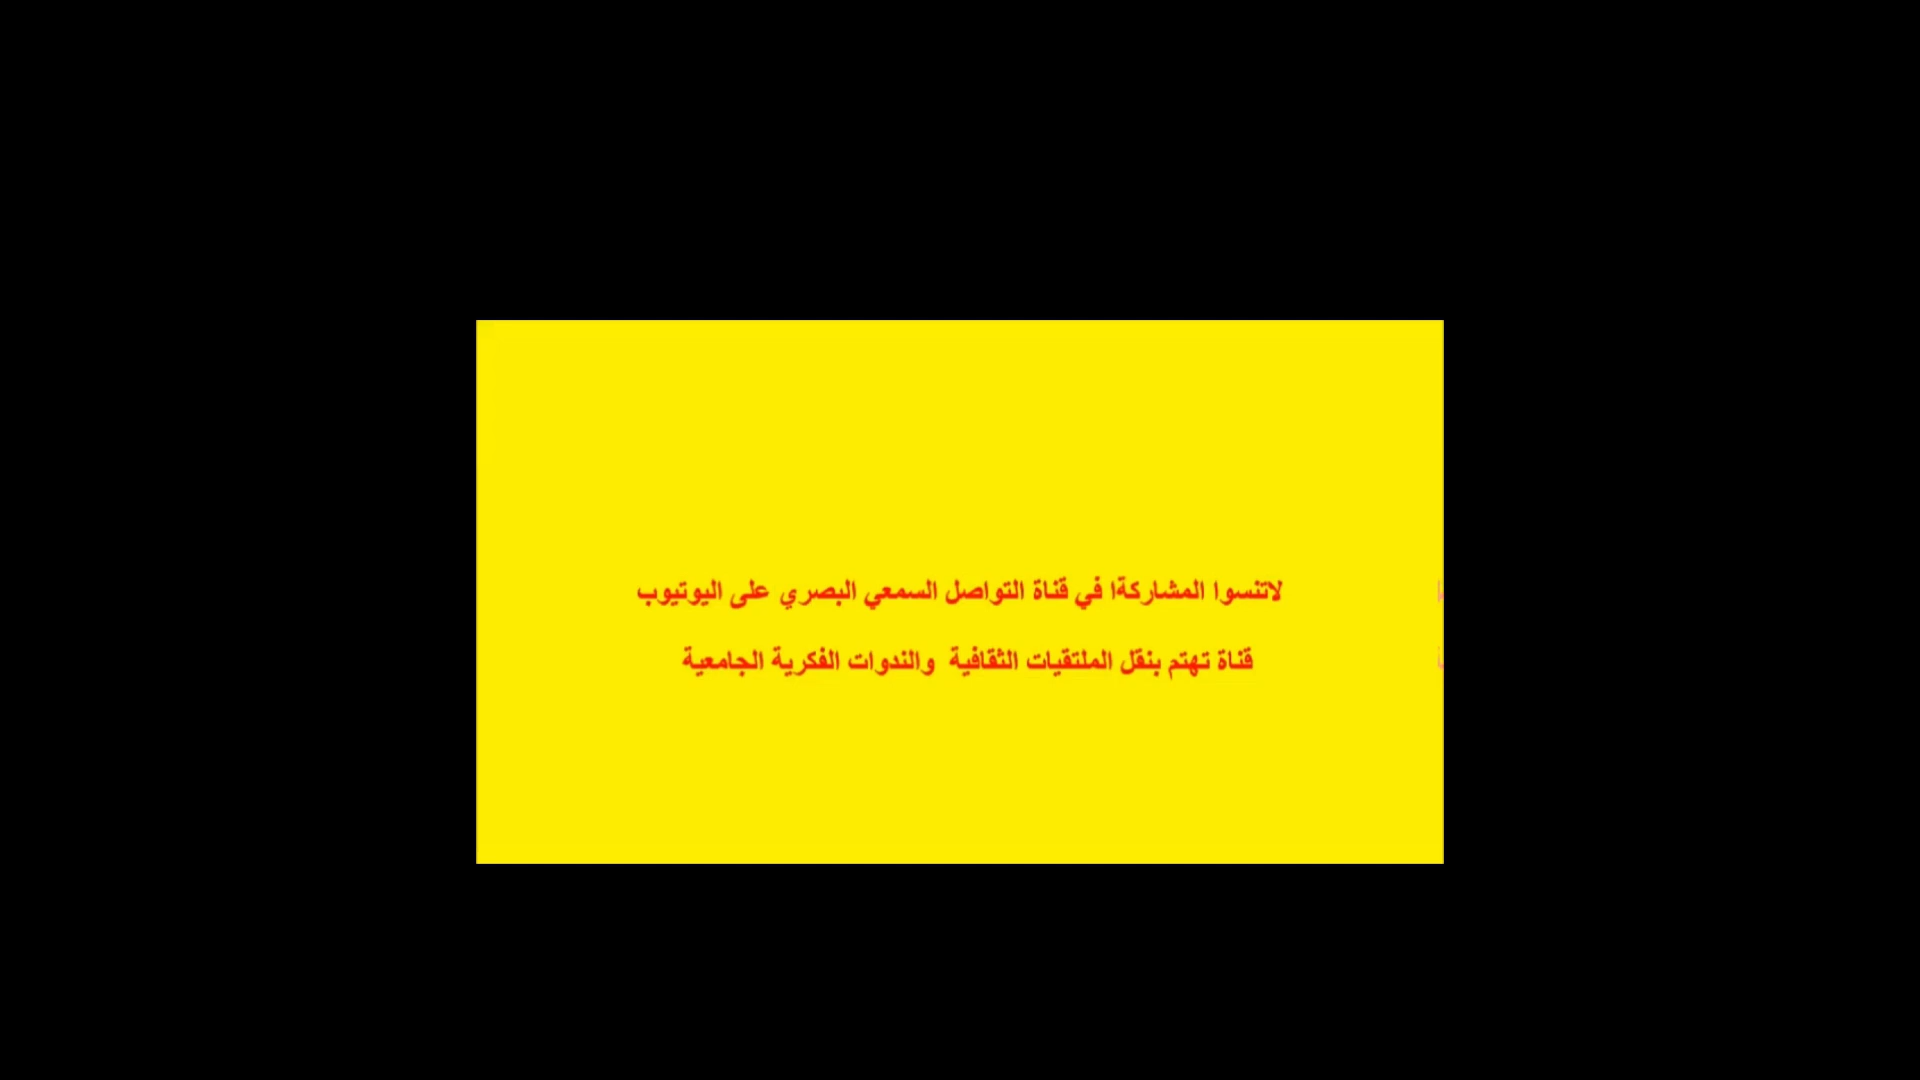 لاتنسوا المشاركةا في قناة التواصل السمعي البصري على اليوتيوب
قناة تهتم بنقل الملتقيات الثقافية والندوات الفكرية الجامعية